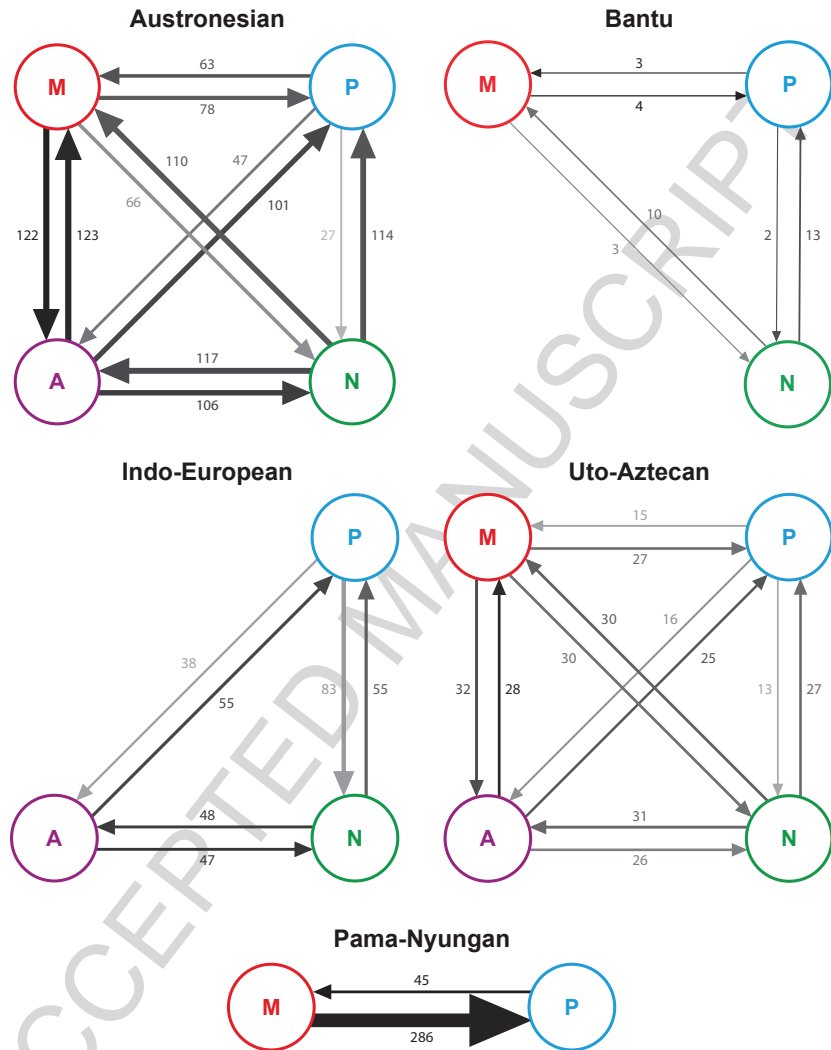 Austronesian
M
P
63
78
47
110
66
101
27
114
122
123
117
106
A
N
Bantu
M
P
3
4
10
3
2
13
N
Indo-European
P
38
55
83
55
48
47
A
N
Uto-Aztecan
M
P
15
27
16
30
30
25
13
27
32
28
31
26
A
N
Pama-Nyungan
M
P
45
286
CCEPTED MANUSCRIPT